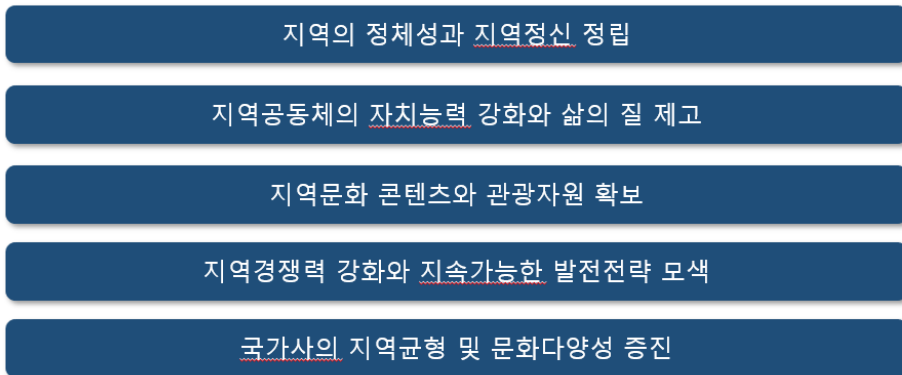 지역의 정체성과 지역정신 정립
지역공동체의 자치능력 강화와 삶의 질 제고
지역문화 콘텐츠와 관광자원 확보
지역경쟁력 강화와 지속가능한 발전전략 모색
국가사의 지역균형 및 문화다양성 증진